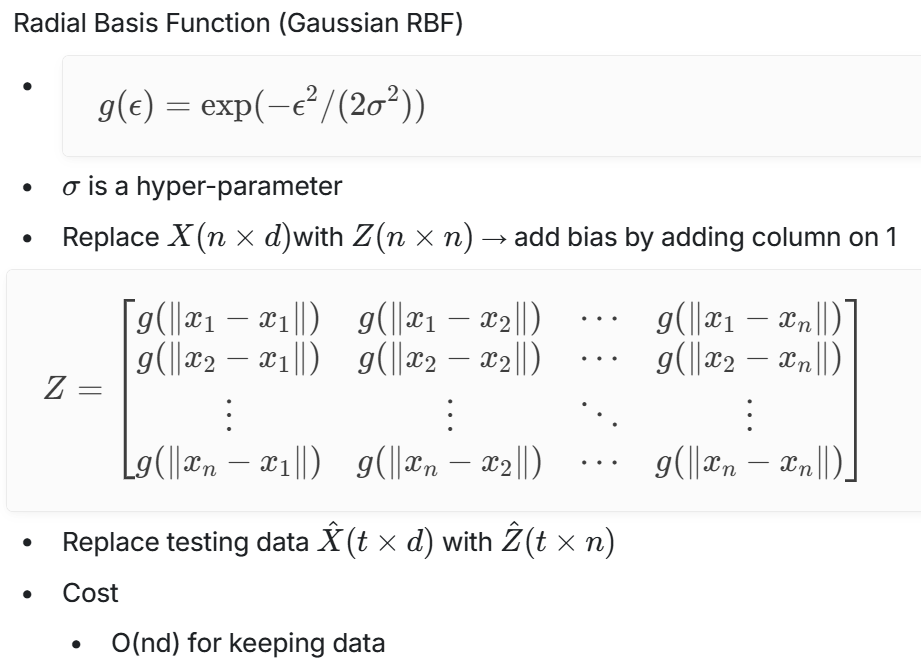 Radial Basis Function (Gaussian RBF)
• g(ϵ) = exp(−ϵ²/(2σ²))
• σ is a hyper-parameter
• Replace X(n × d)with Z(n × n) → add bias by adding column on 1
Z = [g(‖x₁ − x₁‖) g(‖x₁ − x₂‖) ⋯ g(‖x₁ − xₙ‖)
g(‖x₂ − x₁‖) g(‖x₂ − x₂‖) ⋯ g(‖x₂ − xₙ‖)
⋮ ⋮ ⋱ ⋮
g(‖xₙ − x₁‖) g(‖xₙ − x₂‖) ⋯ g(‖xₙ − xₙ‖)]
• Replace testing data X̂(t × d) with Ẑ(t × n)
• Cost
• O(nd) for keeping data